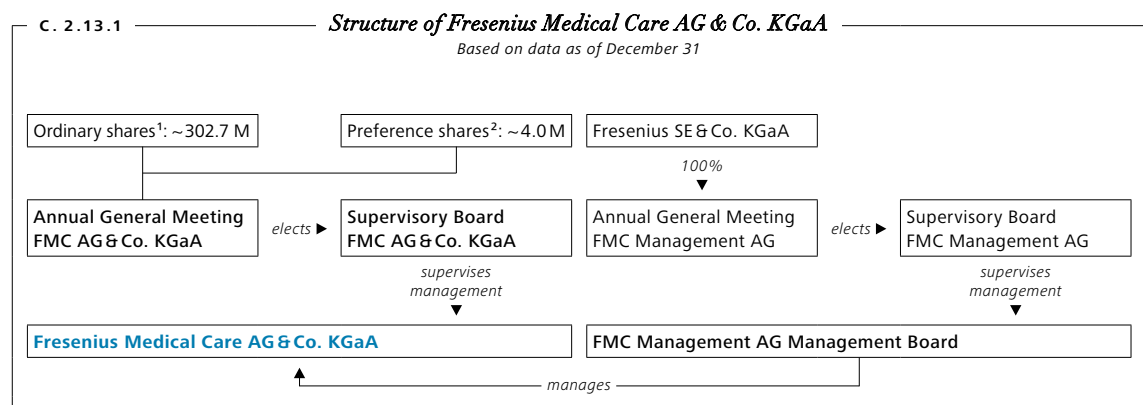 C. 2.13.1
Structure of Fresenius Medical Care AG & Co. KGaA
Based on data as of December 31
Ordinary shares¹: ~302.7 M
Preference shares²: ~4.0 M
Fresenius SE & Co. KGaA
100%
Annual General Meeting
FMC AG & Co. KGaA
elects
Supervisory Board
FMC AG & Co. KGaA
Annual General Meeting
FMC Management AG
elects
Supervisory Board
FMC Management AG
supervises
management
supervises
management
Fresenius Medical Care AG & Co. KGaA
FMC Management AG Management Board
manages